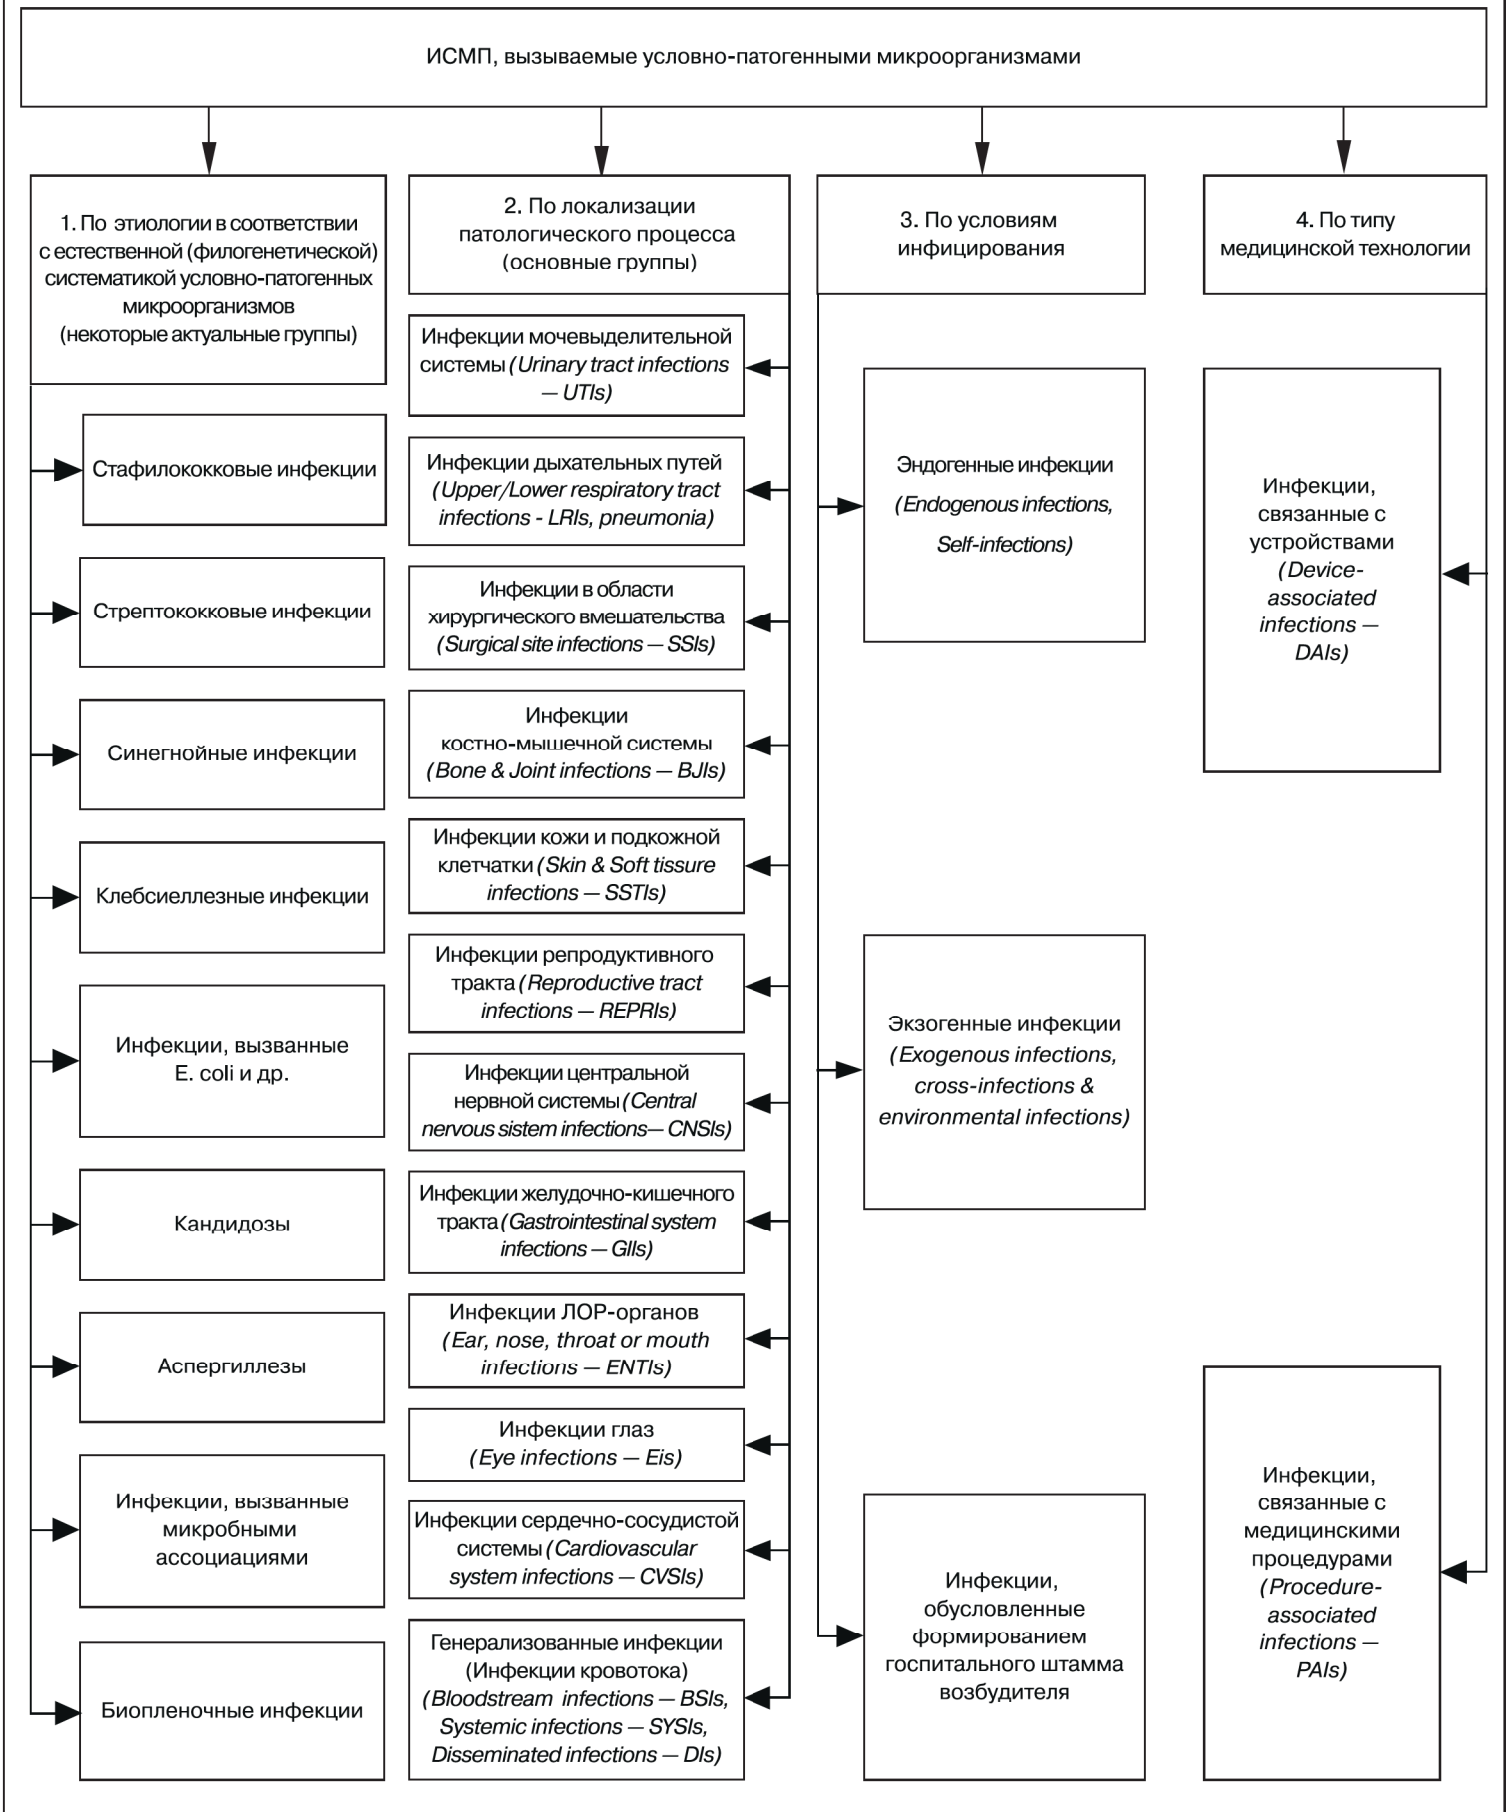 ИСМП, вызываемые условно-патогенными микроорганизмами
1. По этиологии в соответствии
с естественной (филогенетической)
систематикой условно-патогенных
микроорганизмов
(некоторые актуальные группы)
Стафилококковые инфекции
Стрептококковые инфекции
Синегнойные инфекции
Клебсиеллезные инфекции
Инфекции, вызванные
E. coli и др.
Кандидозы
Аспергиллезы
Инфекции, вызванные
микробными
ассоциациями
Биопленочные инфекции
2. По локализации
патологического процесса
(основные группы)
Инфекции мочевыделительной
системы (Urinary tract infections
— UTIs)
Инфекции дыхательных путей
(Upper/Lower respiratory tract
infections - LRIs, pneumonia)
Инфекции в области
хирургического вмешательства
(Surgical site infections — SSIs)
Инфекции
костно-мышечной системы
(Bone & Joint infections — BJIs)
Инфекции кожи и подкожной
клетчатки (Skin & Soft tissure
infections — SSTIs)
Инфекции репродуктивного
тракта (Reproductive tract
infections — REPRIs)
Инфекции центральной
нервной системы (Central
nervous sistem infections— CNSIs)
Инфекции желудочно-кишечного
тракта (Gastrointestinal system
infections — GIIs)
Инфекции ЛОР-органов
(Ear, nose, throat or mouth
infections — ENTIs)
Инфекции глаз
(Eye infections — Eis)
Инфекции сердечно-сосудистой
системы (Cardiovascular
system infections — CVSIs)
Генерализованные инфекции
(Инфекции кровотока)
(Bloodstream infections — BSIs,
Systemic infections — SYSIs,
Disseminated infections — DIs)
3. По условиям
инфицирования
Эндогенные инфекции
(Endogenous infections,
Self-infections)
Экзогенные инфекции
(Exogenous infections,
cross-infections &
environmental infections)
Инфекции,
обусловленные
формированием
госпитального штамма
возбудителя
4. По типу
медицинской технологии
Инфекции,
связанные с
устройствами
(Device-
associated
infections —
DAIs)
Инфекции,
связанные с
медицинскими
процедурами
(Procedure-
associated
infections —
PAIs)